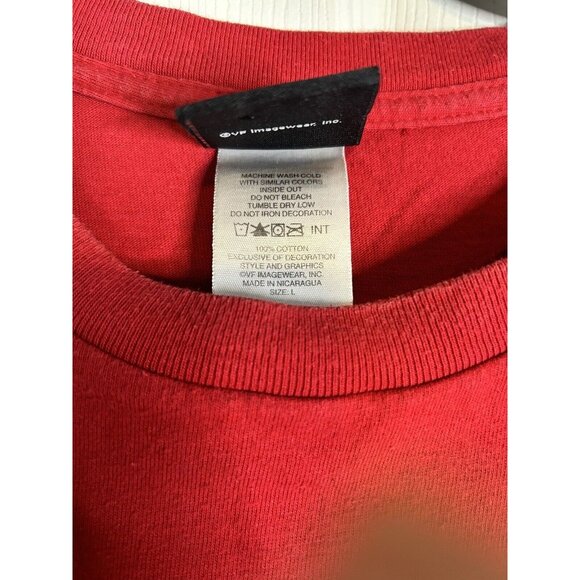 ©VF Imagewear, Inc.
MACHINE WASH COLD
WITH SIMILAR COLORS
INSIDE OUT
DO NOT BLEACH
TUMBLE DRY LOW
DO NOT IRON DECORATION
INT
100% COTTON
EXCLUSIVE OF DECORATION
STYLE AND GRAPHICS
©VF IMAGEWEAR, INC.
MADE IN NICARAGUA
SIZE: L